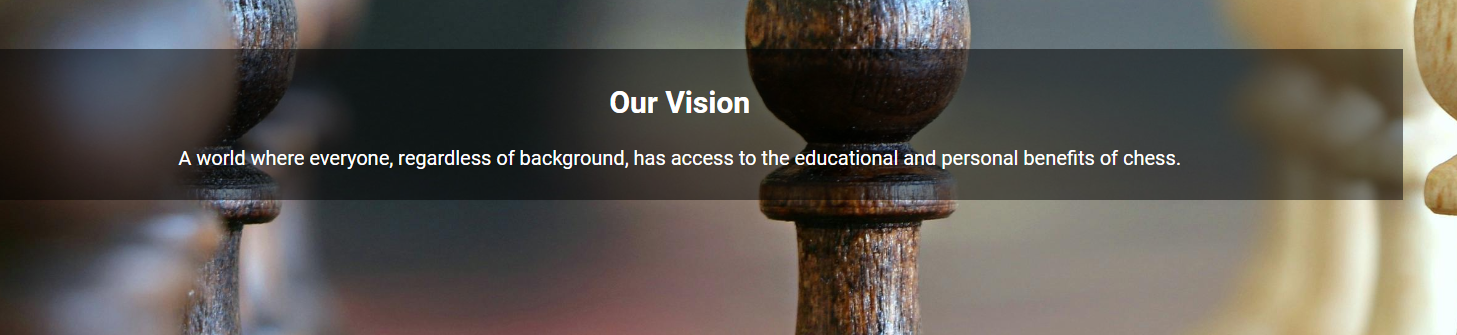 Our Vision
A world where everyone, regardless of background, has access to the educational and personal benefits of chess.